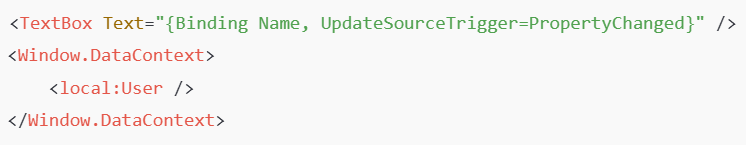 <TextBox Text="{Binding Name, UpdateSourceTrigger=PropertyChanged}" />
<Window.DataContext>
    <local:User />
</Window.DataContext>